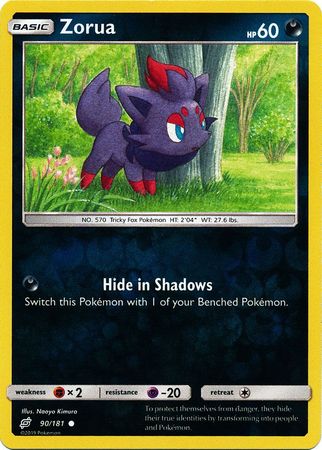 BASIC Zorua HP60
NO. 570 Tricky Fox Pokémon HT: 2'04" WT: 27.6 lbs.
Hide in Shadows
Switch this Pokémon with 1 of your Benched Pokémon.
weakness × 2 resistance -20 retreat
Illus. Naoyo Kimura
90/181
©2019 Pokémon
To protect themselves from danger, they hide
their true identities by transforming into people
and Pokémon.